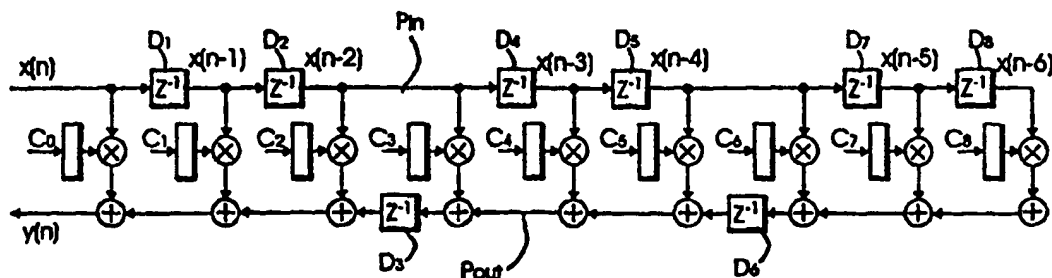 D1 D2 Pin D4 D5 D7 D8
x(n) x(n-1) x(n-2) x(n-3) x(n-4) x(n-5) x(n-6)
Z-1 Z-1 Z-1 Z-1 Z-1 Z-1
C0 C1 C2 C3 C4 C5 C6 C7 C8
Z-1 Z-1
y(n) D3 Pout D6